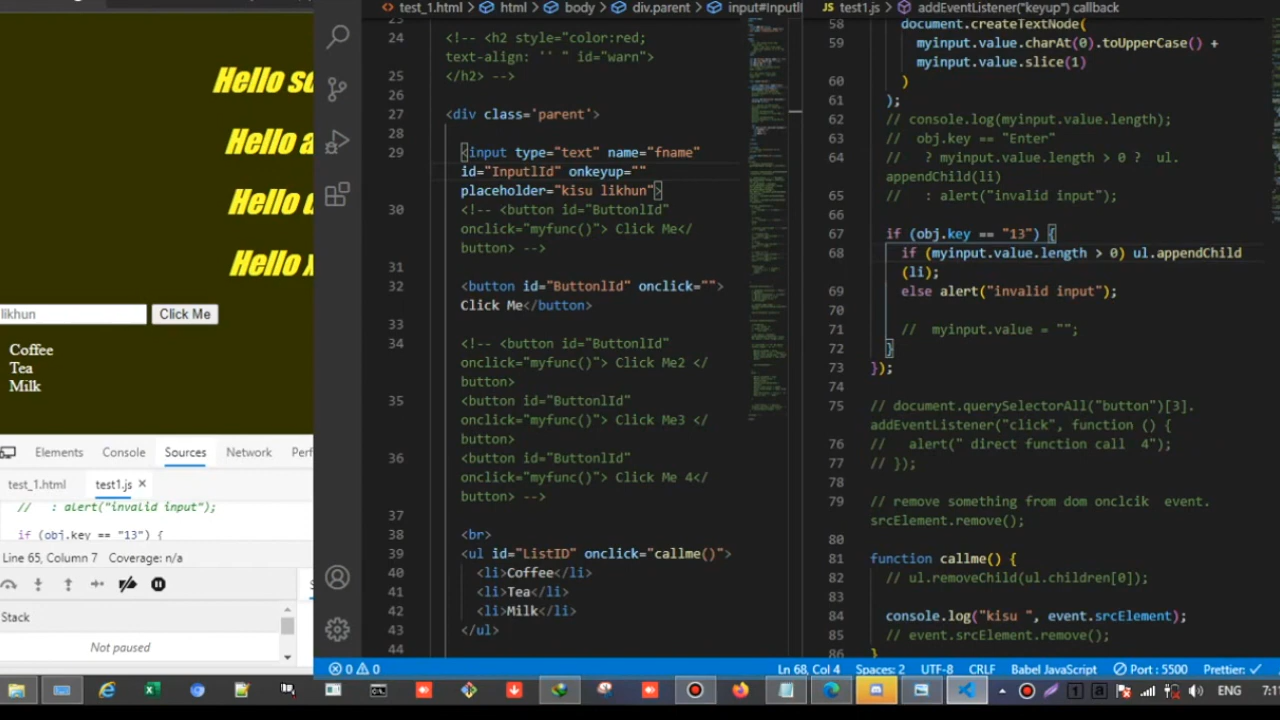 Hello
Hello
Hello
Hello
likhun
Click Me
Coffee
Tea
Milk
Elements Console Sources Network
test_1.html test1.js ×
// : alert("invalid input");
if (obj.key == "13") {
Line 65, Column 7 Coverage: n/a
Stack
Not paused
test_1.html > html > body > div.parent >
24 <!-- <h2 style="color:red;
text-align: '' " id="warn">
25 </h2> -->
26
27 <div class='parent'>
28
29 <input type="text" name="fname"
id="InputlId" onkeyup=""
placeholder="kisu likhun">
30 <!-- <button id="ButtonlId"
onclick="myfunc()"> Click Me</
button> -->
31
32 <button id="ButtonlId" onclick="">
Click Me</button>
33
34 <!-- <button id="ButtonlId"
onclick="myfunc()"> Click Me2 </
button>
35 <button id="ButtonlId"
onclick="myfunc()"> Click Me3 </
button>
36 <button id="ButtonlId"
onclick="myfunc()"> Click Me 4</
button> -->
37
38 <br>
39 <ul id="ListID" onclick="callme()">
40 <li>Coffee</li>
41 <li>Tea</li>
42 <li>Milk</li>
43 </ul>
44
JS test1.js > addEventListener("keyup") callback
58 document.createTextNode(
59 myinput.value.charAt(0).toUpperCase() +
myinput.value.slice(1)
60 )
61 );
62 // console.log(myinput.value.length);
63 // obj.key == "Enter"
64 // ? myinput.value.length > 0 ? ul.
appendChild(li)
65 // : alert("invalid input");
66
67 if (obj.key == "13") {
68 if (myinput.value.length > 0) ul.appendChild
(li);
69 else alert("invalid input");
70
71 // myinput.value = "";
72 }
73 });
74
75 // document.querySelectorAll("button")[3].
addEventListener("click", function () {
76 // alert(" direct function call 4");
77 // });
78
79 // remove something from dom onclcik event.
srcElement.remove();
80
81 function callme() {
82 // ul.removeChild(ul.children[0]);
83
84 console.log("kisu ", event.srcElement);
85 // event.srcElement.remove();
86 }
0 0 Ln 68, Col 4 Spaces: 2 UTF-8 CRLF Babel JavaScript Port : 5500 Prettier: ✓
ENG